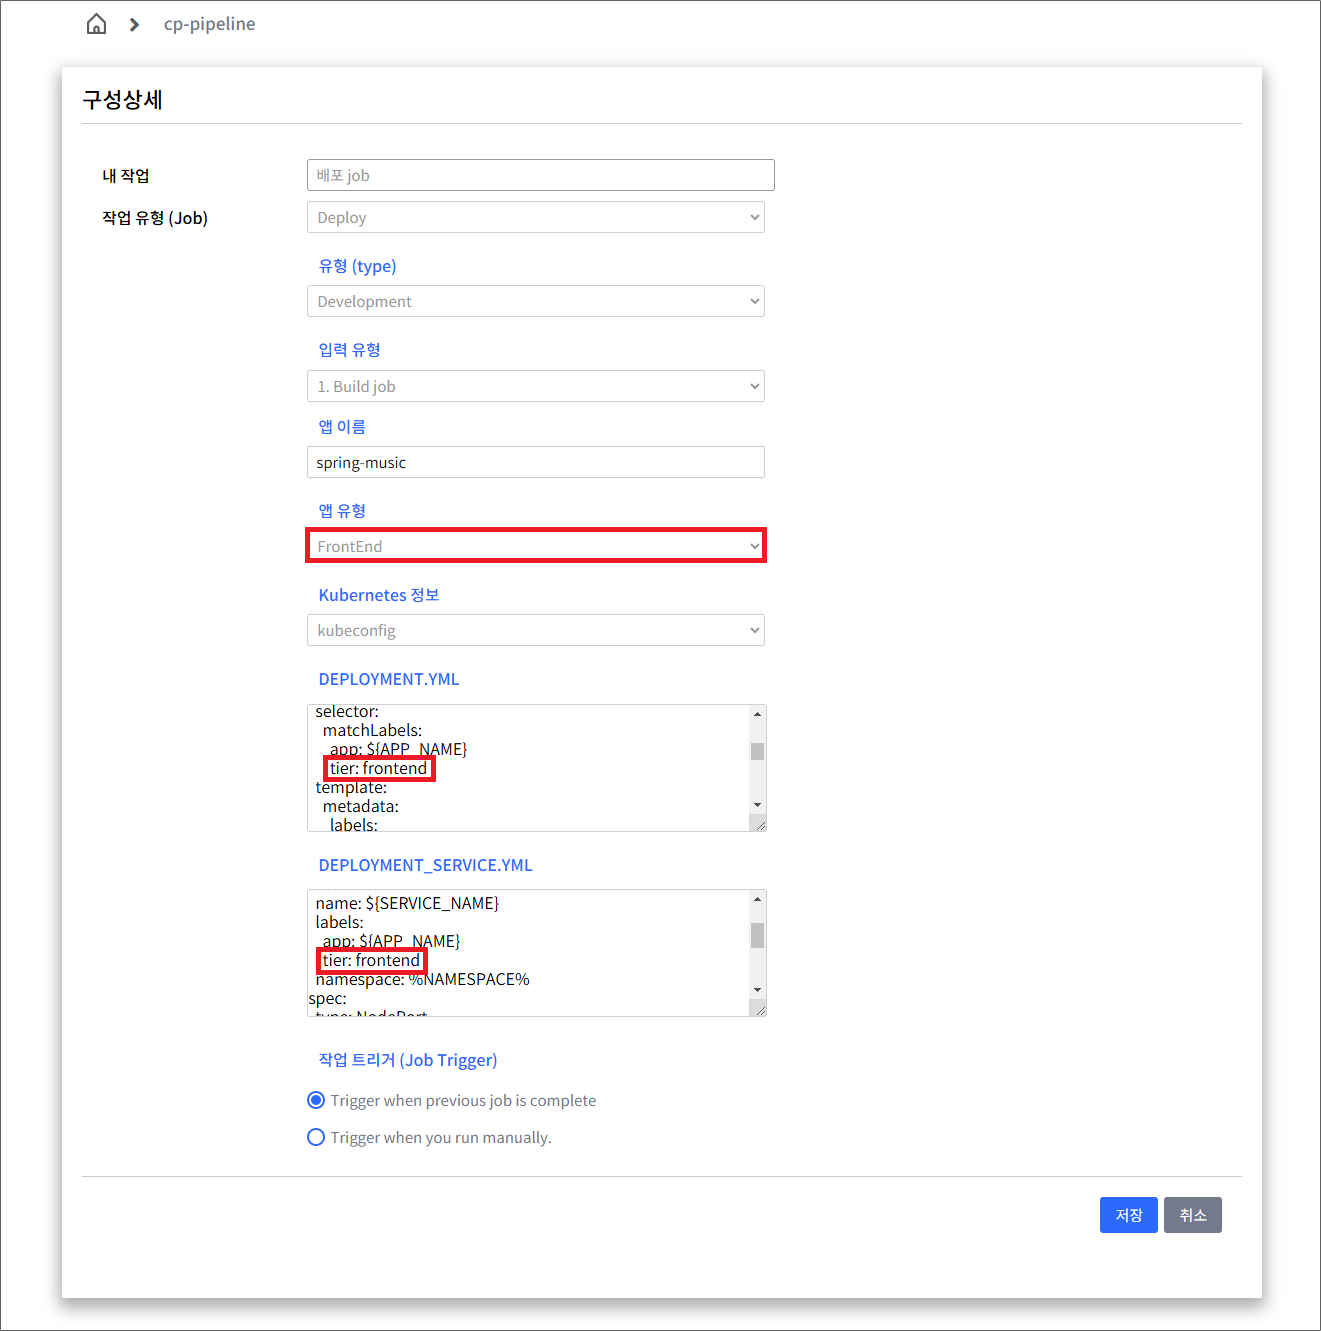 cp-pipeline
구성상세
내 작업
배포 job
작업 유형 (Job)
Deploy
유형 (type)
Development
입력 유형
1. Build job
앱 이름
spring-music
앱 유형
FrontEnd
Kubernetes 정보
kubeconfig
DEPLOYMENT.YML
selector:
matchLabels:
app: ${APP_NAME}
tier: frontend
template:
metadata:
labels:
DEPLOYMENT_SERVICE.YML
name: ${SERVICE_NAME}
labels:
app: ${APP_NAME}
tier: frontend
namespace: %NAMESPACE%
spec:
type: NodePort
작업 트리거 (Job Trigger)
Trigger when previous job is complete
Trigger when you run manually.
저장 취소